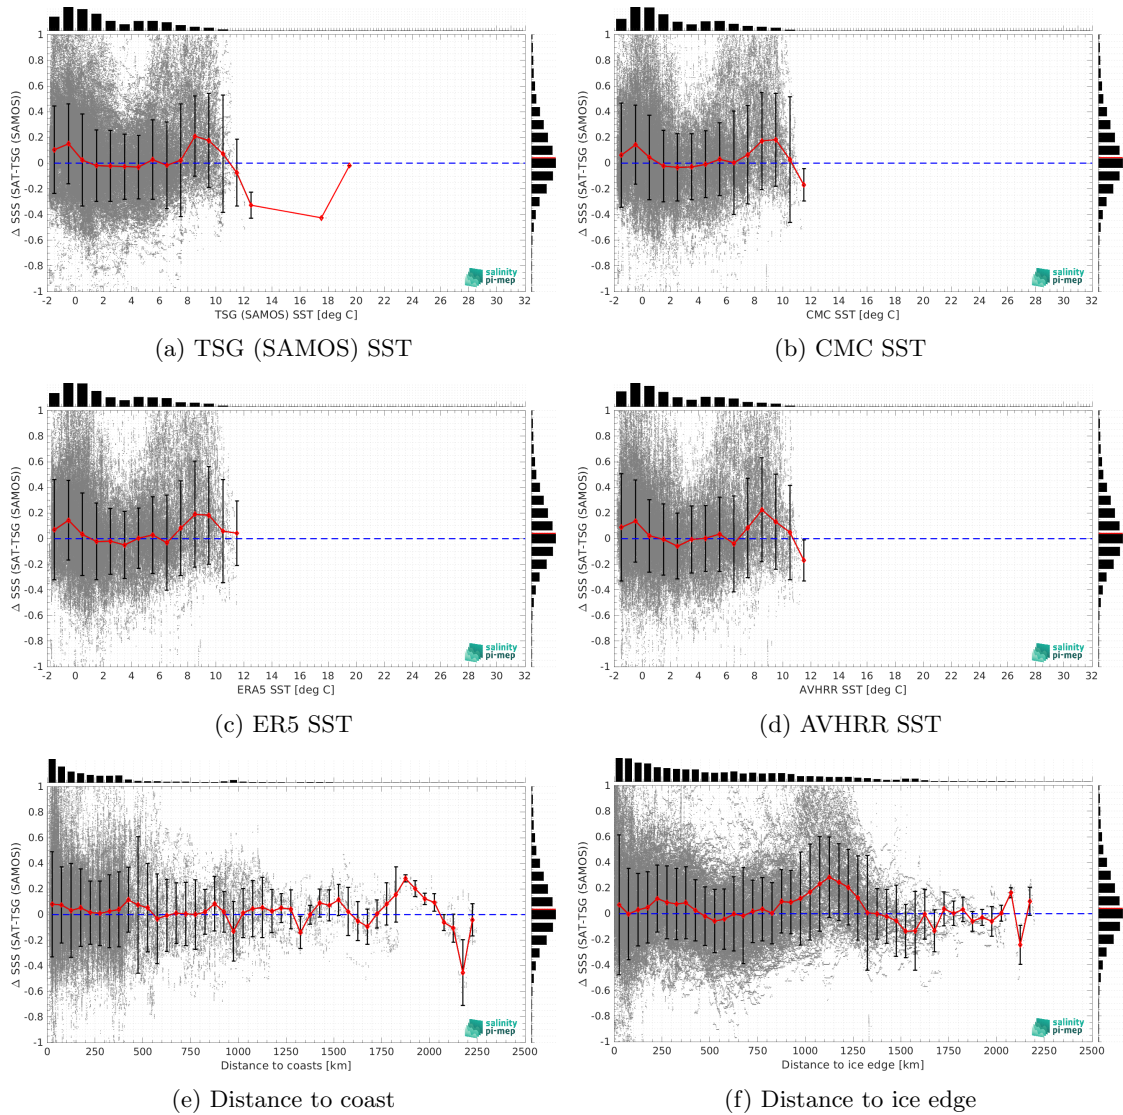 1
0.8
0.6
0.4
0.2
0
-0.2
-0.4
-0.6
-0.8
-1
Δ SSS (SAT-TSG (SAMOS))
salinity
pi-mep
-2 0 2 4 6 8 10 12 14 16 18 20 22 24 26 28 30 32
TSG (SAMOS) SST [deg C]
(a) TSG (SAMOS) SST
1
0.8
0.6
0.4
0.2
0
-0.2
-0.4
-0.6
-0.8
-1
Δ SSS (SAT-TSG (SAMOS))
salinity
pi-mep
-2 0 2 4 6 8 10 12 14 16 18 20 22 24 26 28 30 32
CMC SST [deg C]
(b) CMC SST
1
0.8
0.6
0.4
0.2
0
-0.2
-0.4
-0.6
-0.8
-1
Δ SSS (SAT-TSG (SAMOS))
salinity
pi-mep
-2 0 2 4 6 8 10 12 14 16 18 20 22 24 26 28 30 32
ERA5 SST [deg C]
(c) ER5 SST
1
0.8
0.6
0.4
0.2
0
-0.2
-0.4
-0.6
-0.8
-1
Δ SSS (SAT-TSG (SAMOS))
salinity
pi-mep
-2 0 2 4 6 8 10 12 14 16 18 20 22 24 26 28 30 32
AVHRR SST [deg C]
(d) AVHRR SST
1
0.8
0.6
0.4
0.2
0
-0.2
-0.4
-0.6
-0.8
-1
Δ SSS (SAT-TSG (SAMOS))
salinity
pi-mep
0 250 500 750 1000 1250 1500 1750 2000 2250 2500
Distance to coasts [km]
(e) Distance to coast
1
0.8
0.6
0.4
0.2
0
-0.2
-0.4
-0.6
-0.8
-1
Δ SSS (SAT-TSG (SAMOS))
salinity
pi-mep
0 250 500 750 1000 1250 1500 1750 2000 2250 2500
Distance to ice edge [km]
(f) Distance to ice edge